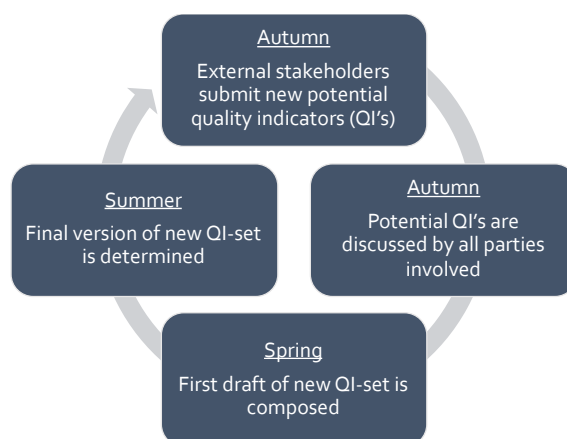 Autumn
External stakeholders
submit new potential
quality indicators (QI’s)
Autumn
Potential QI’s are
discussed by all parties
involved
Spring
First draft of new QI-set is
composed
Summer
Final version of new QI-set
is determined